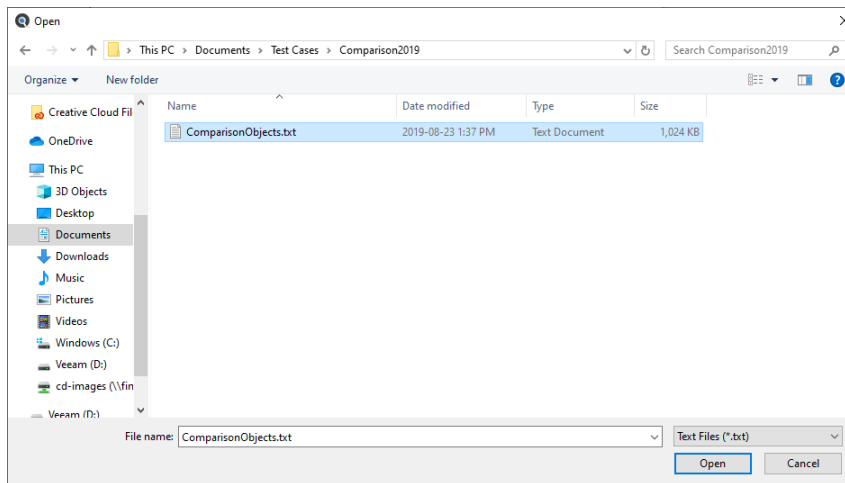 Open
This PC > Documents > Test Cases > Comparison2019
Search Comparison2019
Organize New folder
Name Date modified Type Size
ComparisonObjects.txt 2019-08-23 1:37 PM Text Document 1,024 KB
Creative Cloud Fil
OneDrive
This PC
3D Objects
Desktop
Documents
Downloads
Music
Pictures
Videos
Windows (C:)
Veeam (D:)
cd-images (\\fin
Veeam (D:)
File name: ComparisonObjects.txt Text Files (*.txt)
Open Cancel